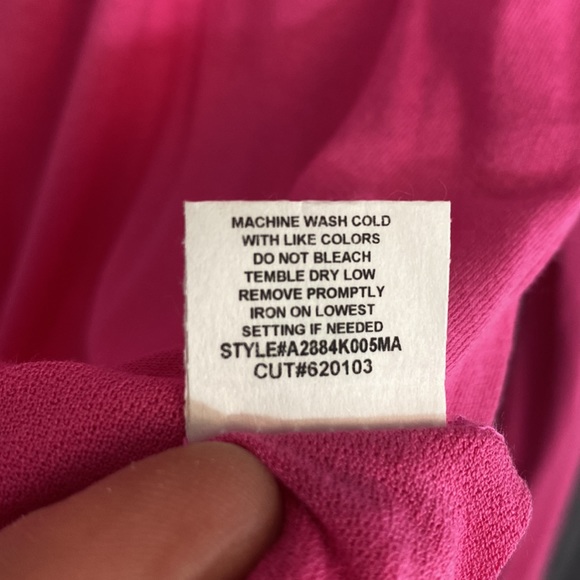 MACHINE WASH COLD
WITH LIKE COLORS
DO NOT BLEACH
TEMBLE DRY LOW
REMOVE PROMPTLY
IRON ON LOWEST
SETTING IF NEEDED
STYLE#A2884K005MA
CUT#620103